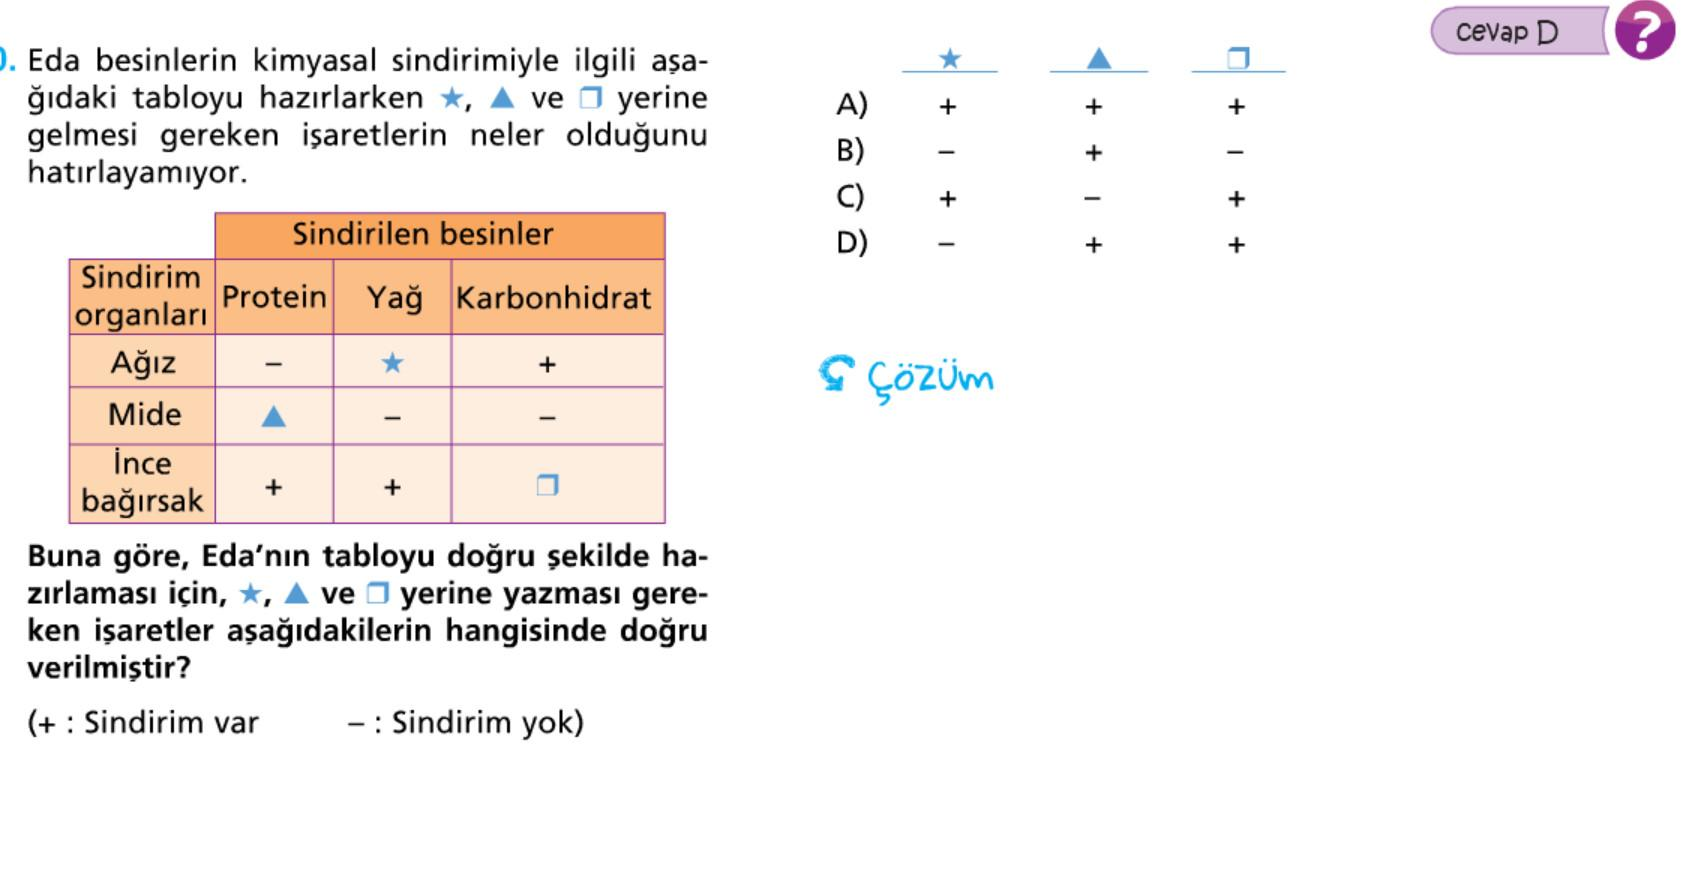 Eda besinlerin kimyasal sindirimiyle ilgili aşa-
ğıdaki tabloyu hazırlarken ★, ▲ ve ❒ yerine
gelmesi gereken işaretlerin neler olduğunu
hatırlayamıyor.
Sindirilen besinler
Sindirim organları Protein Yağ Karbonhidrat
Ağız – ★ +
Mide ▲ – –
İnce bağırsak + + ❒
Buna göre, Eda’nın tabloyu doğru şekilde ha-
zırlaması için, ★, ▲ ve ❒ yerine yazması gere-
ken işaretler aşağıdakilerin hangisinde doğru
verilmiştir?
(+ : Sindirim var – : Sindirim yok)
★ ▲ ❒
A) + + +
B) – + –
C) + – +
D) – + +
Çözüm
cevap D ?